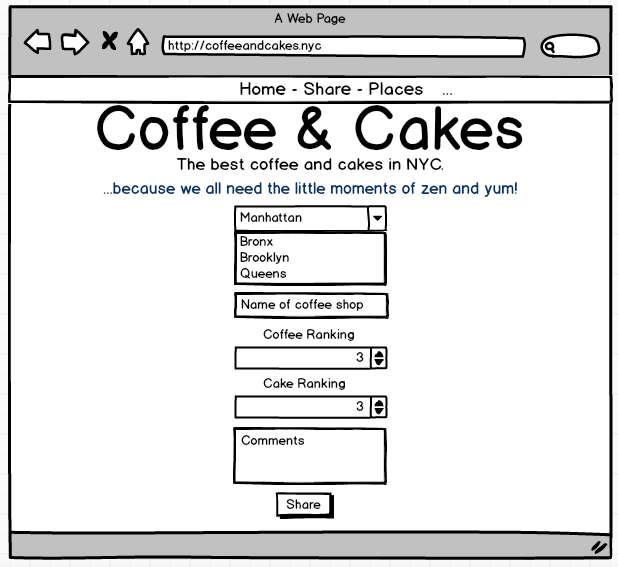 A Web Page
http://coffeeandcakes.nyc
Home - Share - Places ...
Coffee & Cakes
The best coffee and cakes in NYC.
...because we all need the little moments of zen and yum!
Manhattan
Bronx
Brooklyn
Queens
Name of coffee shop
Coffee Ranking
3
Cake Ranking
3
Comments
Share